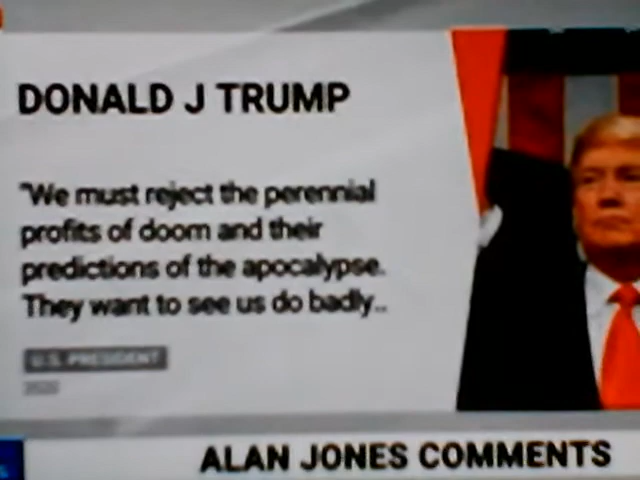 DONALD J TRUMP
"We must reject the perennial
profits of doom and their
predictions of the apocalypse.
They want to see us do badly..
U.S. PRESIDENT
2020
ALAN JONES COMMENTS